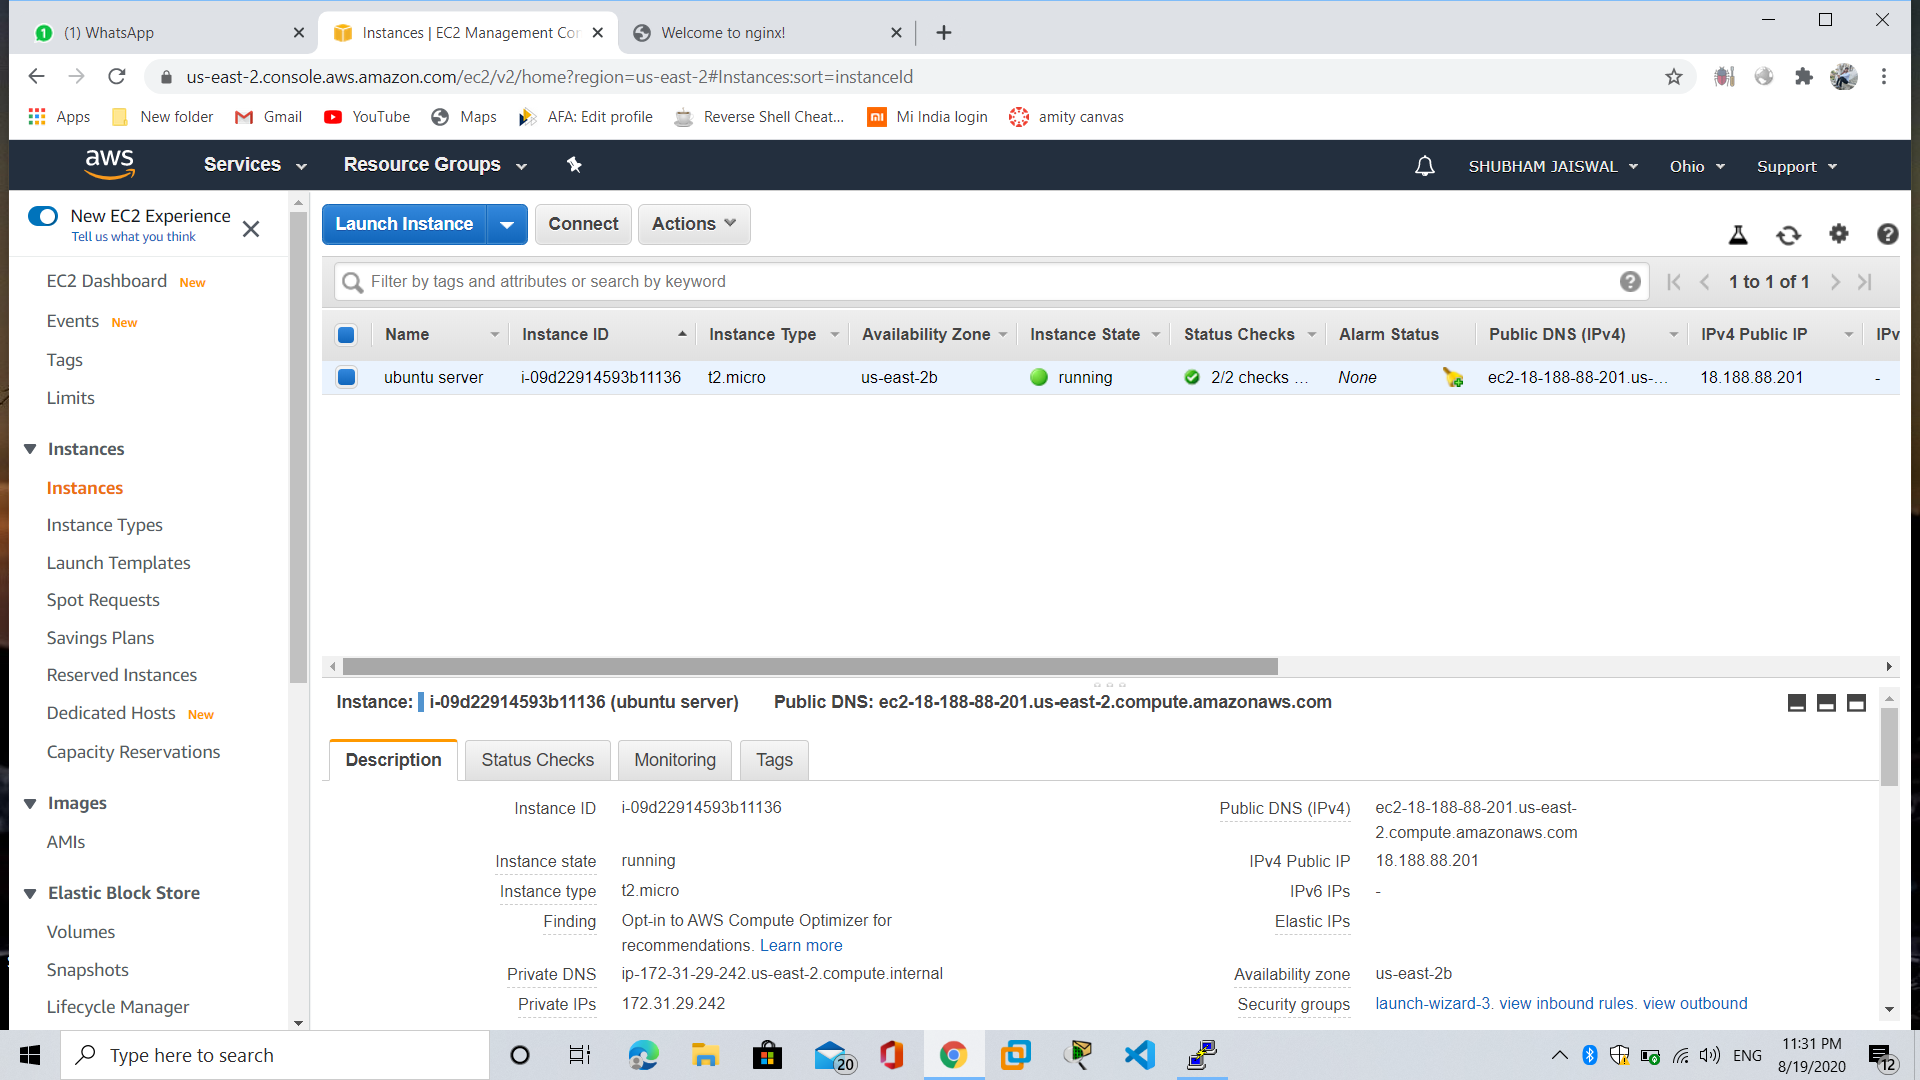 (1) WhatsApp
Instances | EC2 Management Con
Welcome to nginx!
us-east-2.console.aws.amazon.com/ec2/v2/home?region=us-east-2#Instances:sort=instanceId
Apps
New folder
Gmail
YouTube
Maps
AFA: Edit profile
Reverse Shell Cheat...
Mi India login
amity canvas
aws
Services
Resource Groups
SHUBHAM JAISWAL
Ohio
Support
New EC2 Experience
Tell us what you think
EC2 Dashboard New
Events New
Tags
Limits
Instances
Instances
Instance Types
Launch Templates
Spot Requests
Savings Plans
Reserved Instances
Dedicated Hosts New
Capacity Reservations
Images
AMIs
Elastic Block Store
Volumes
Snapshots
Lifecycle Manager
Launch Instance
Connect
Actions
Filter by tags and attributes or search by keyword
1 to 1 of 1
Name Instance ID Instance Type Availability Zone Instance State Status Checks Alarm Status Public DNS (IPv4) IPv4 Public IP IPv
ubuntu server i-09d22914593b11136 t2.micro us-east-2b running 2/2 checks ... None ec2-18-188-88-201.us-... 18.188.88.201 -
Instance: i-09d22914593b11136 (ubuntu server) Public DNS: ec2-18-188-88-201.us-east-2.compute.amazonaws.com
Description
Status Checks
Monitoring
Tags
Instance ID i-09d22914593b11136
Instance state running
Instance type t2.micro
Finding Opt-in to AWS Compute Optimizer for
recommendations. Learn more
Private DNS ip-172-31-29-242.us-east-2.compute.internal
Private IPs 172.31.29.242
Public DNS (IPv4) ec2-18-188-88-201.us-east-
2.compute.amazonaws.com
IPv4 Public IP 18.188.88.201
IPv6 IPs -
Elastic IPs
Availability zone us-east-2b
Security groups launch-wizard-3. view inbound rules. view outbound
Type here to search
20
ENG
11:31 PM
8/19/2020
12